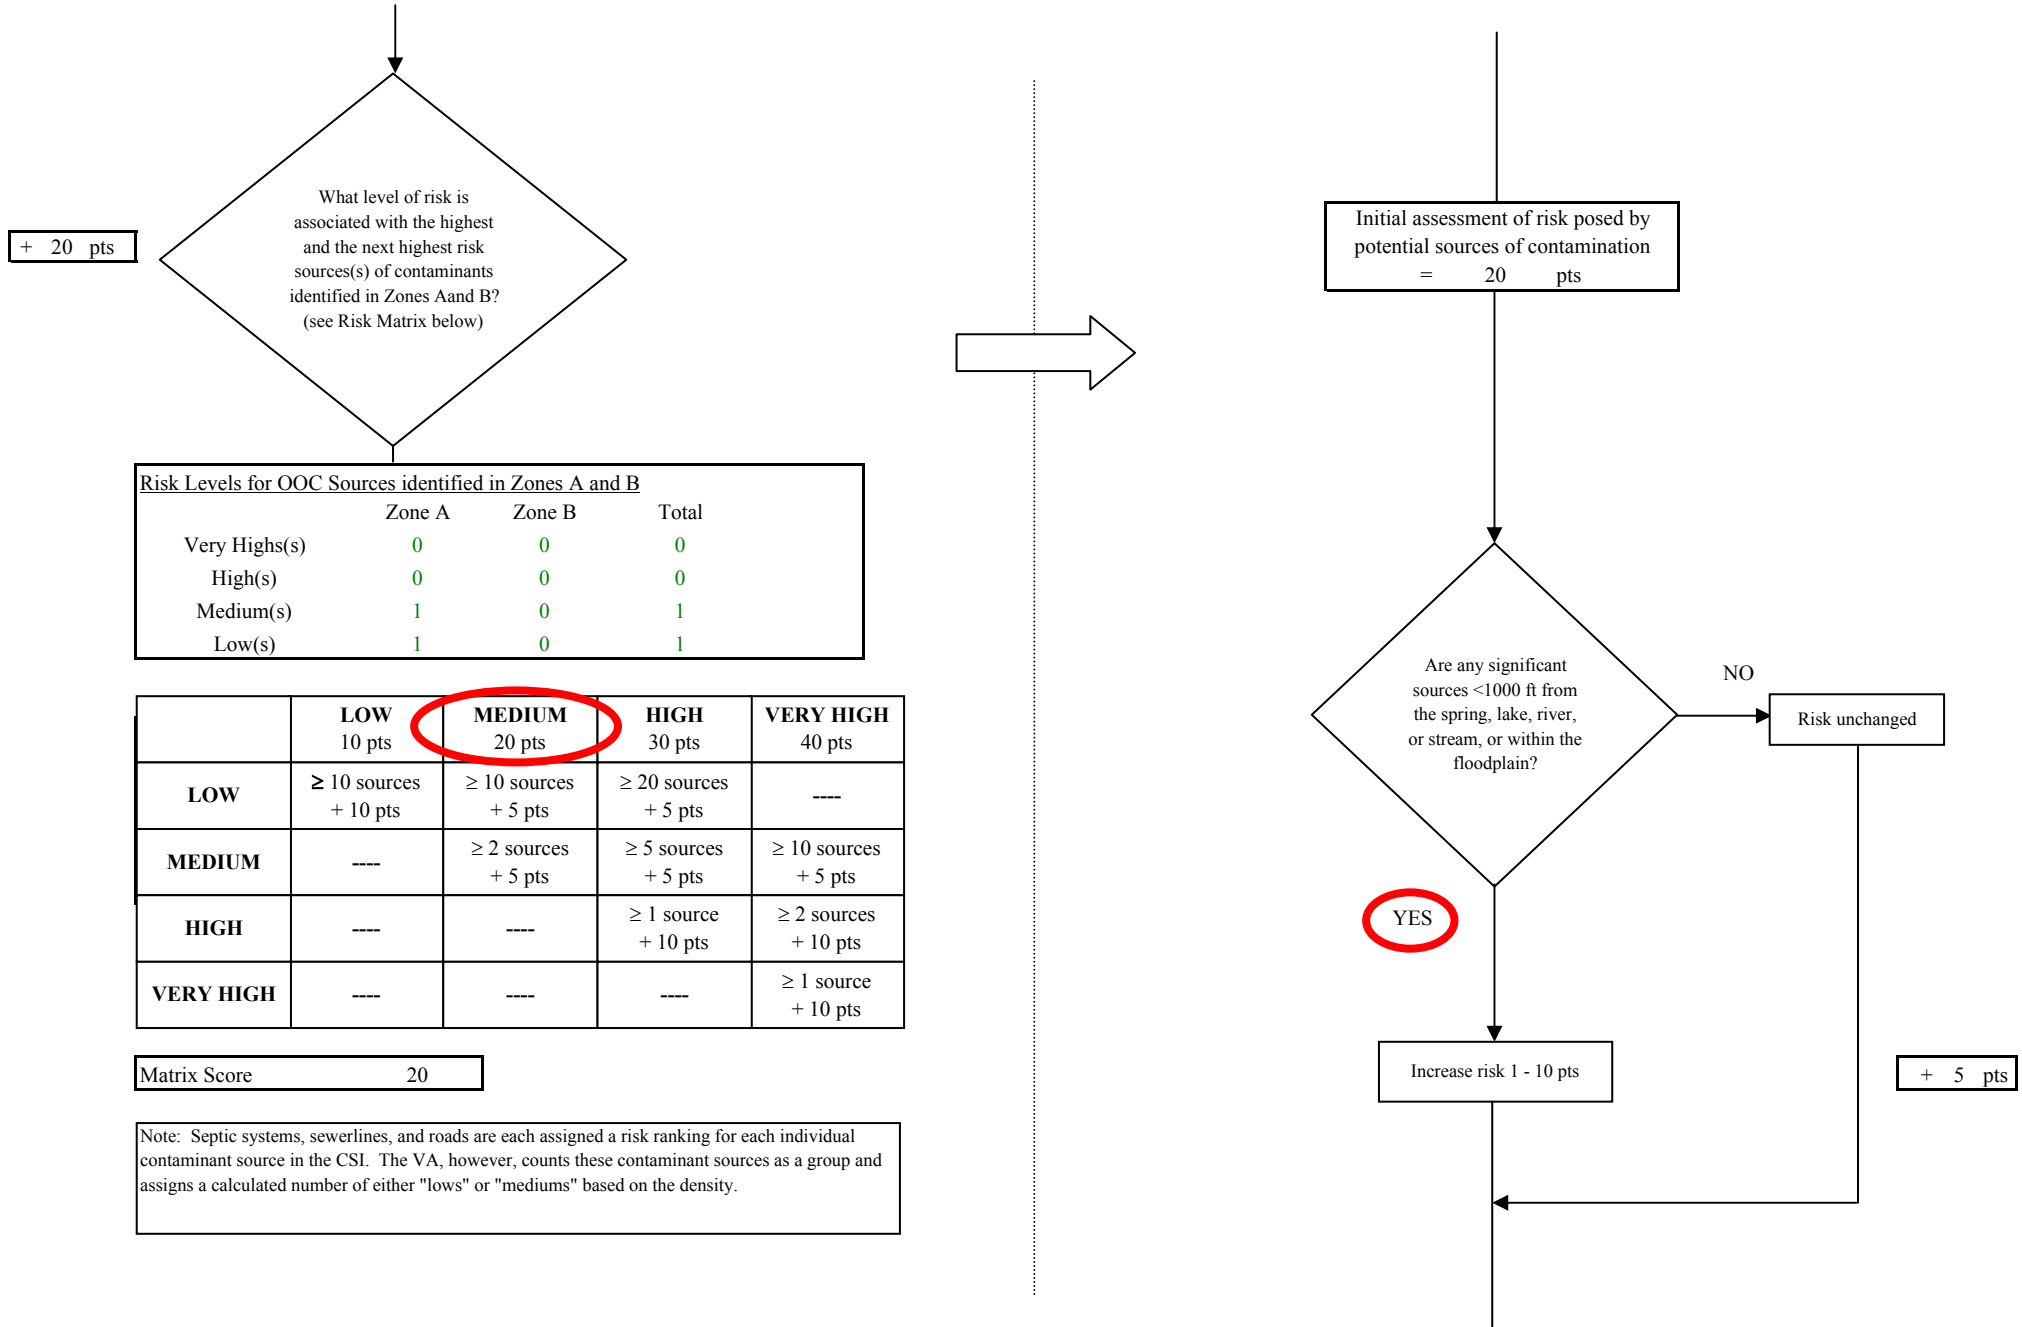 + 20 pts
What level of risk is
associated with the highest
and the next highest risk
sources(s) of contaminants
identified in Zones Aand B?
(see Risk Matrix below)
Risk Levels for OOC Sources identified in Zones A and B
Zone A Zone B Total
Very Highs(s) 0 0 0
High(s) 0 0 0
Medium(s) 1 0 1
Low(s) 1 0 1
LOW MEDIUM HIGH VERY HIGH
10 pts 20 pts 30 pts 40 pts
LOW ≥ 10 sources ≥ 10 sources ≥ 20 sources ----
+ 10 pts + 5 pts + 5 pts
MEDIUM ---- ≥ 2 sources ≥ 5 sources ≥ 10 sources
+ 5 pts + 5 pts + 5 pts
HIGH ---- ---- ≥ 1 source ≥ 2 sources
+ 10 pts + 10 pts
VERY HIGH ---- ---- ---- ≥ 1 source
+ 10 pts
Matrix Score 20
Note: Septic systems, sewerlines, and roads are each assigned a risk ranking for each individual
contaminant source in the CSI. The VA, however, counts these contaminant sources as a group and
assigns a calculated number of either "lows" or "mediums" based on the density.
Initial assessment of risk posed by
potential sources of contamination
= 20 pts
Are any significant
sources <1000 ft from
the spring, lake, river,
or stream, or within the
floodplain?
NO
Risk unchanged
YES
Increase risk 1 - 10 pts
+ 5 pts